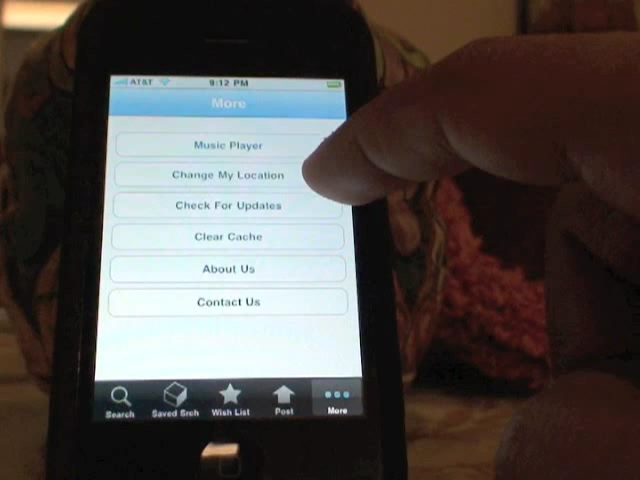 AT&T 9:12 PM
More
Music Player
Change My Location
Check For Updates
Clear Cache
About Us
Contact Us
Search Saved Srch Wish List Post More